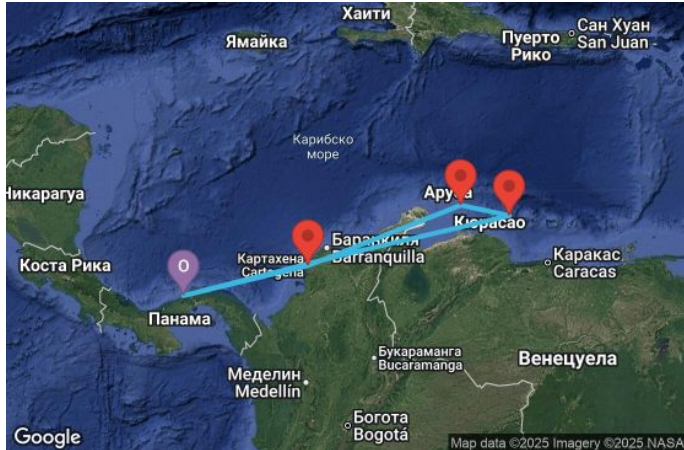 Хаити
Ямайка
Пуерто
Рико
Сан Хуан
San Juan
Карибско
море
Никарагуа
Аруба
Кюрасао
Баранкиля
Barranquilla
Картахена
Cartagena
Коста Рика
O
Каракас
Caracas
Панама
Букараманга
Bucaramanga
Венецуела
Меделин
Medellín
Богота
Bogotá
Google
Map data ©2025 Imagery ©2025 NASA